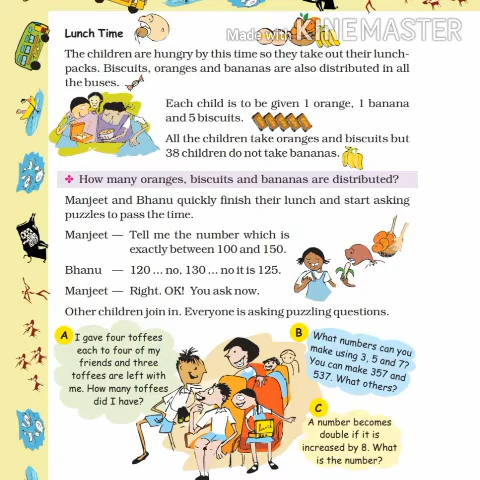 Made with KINEMASTER
Lunch Time
The children are hungry by this time so they take out their lunch-
packs. Biscuits, oranges and bananas are also distributed in all
the buses.
Each child is to be given 1 orange, 1 banana
and 5 biscuits.
All the children take oranges and biscuits but
38 children do not take bananas.
❖ How many oranges, biscuits and bananas are distributed?
Manjeet and Bhanu quickly finish their lunch and start asking
puzzles to pass the time.
Manjeet — Tell me the number which is
exactly between 100 and 150.
Bhanu — 120 ... no, 130 ... no it is 125.
Manjeet — Right. OK! You ask now.
Other children join in. Everyone is asking puzzling questions.
A
I gave four toffees
each to four of my
friends and three
toffees are left with
me. How many toffees
did I have?
B
What numbers can you
make using 3, 5 and 7?
You can make 357 and
537. What others?
C
A number becomes
double if it is
increased by 8. What
is the number?